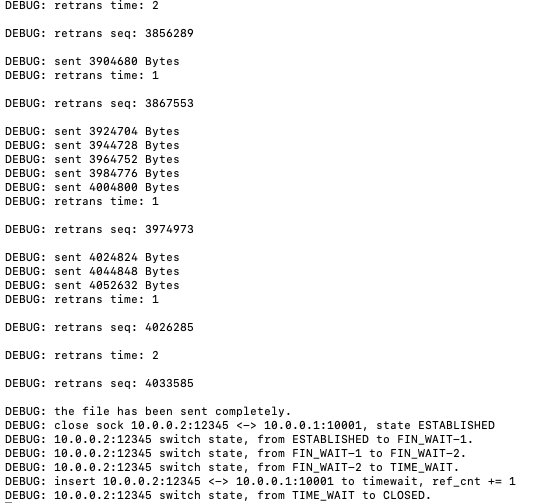 DEBUG: retrans time: 2
DEBUG: retrans seq: 3856289
DEBUG: sent 3904680 Bytes
DEBUG: retrans time: 1
DEBUG: retrans seq: 3867553
DEBUG: sent 3924704 Bytes
DEBUG: sent 3944728 Bytes
DEBUG: sent 3964752 Bytes
DEBUG: sent 3984776 Bytes
DEBUG: sent 4004800 Bytes
DEBUG: retrans time: 1
DEBUG: retrans seq: 3974973
DEBUG: sent 4024824 Bytes
DEBUG: sent 4044848 Bytes
DEBUG: sent 4052632 Bytes
DEBUG: retrans time: 1
DEBUG: retrans seq: 4026285
DEBUG: retrans time: 2
DEBUG: retrans seq: 4033585
DEBUG: the file has been sent completely.
DEBUG: close sock 10.0.0.2:12345 <-> 10.0.0.1:10001, state ESTABLISHED
DEBUG: 10.0.0.2:12345 switch state, from ESTABLISHED to FIN_WAIT-1.
DEBUG: 10.0.0.2:12345 switch state, from FIN_WAIT-1 to FIN_WAIT-2.
DEBUG: 10.0.0.2:12345 switch state, from FIN_WAIT-2 to TIME_WAIT.
DEBUG: insert 10.0.0.2:12345 <-> 10.0.0.1:10001 to timewait, ref_cnt += 1
DEBUG: 10.0.0.2:12345 switch state, from TIME_WAIT to CLOSED.